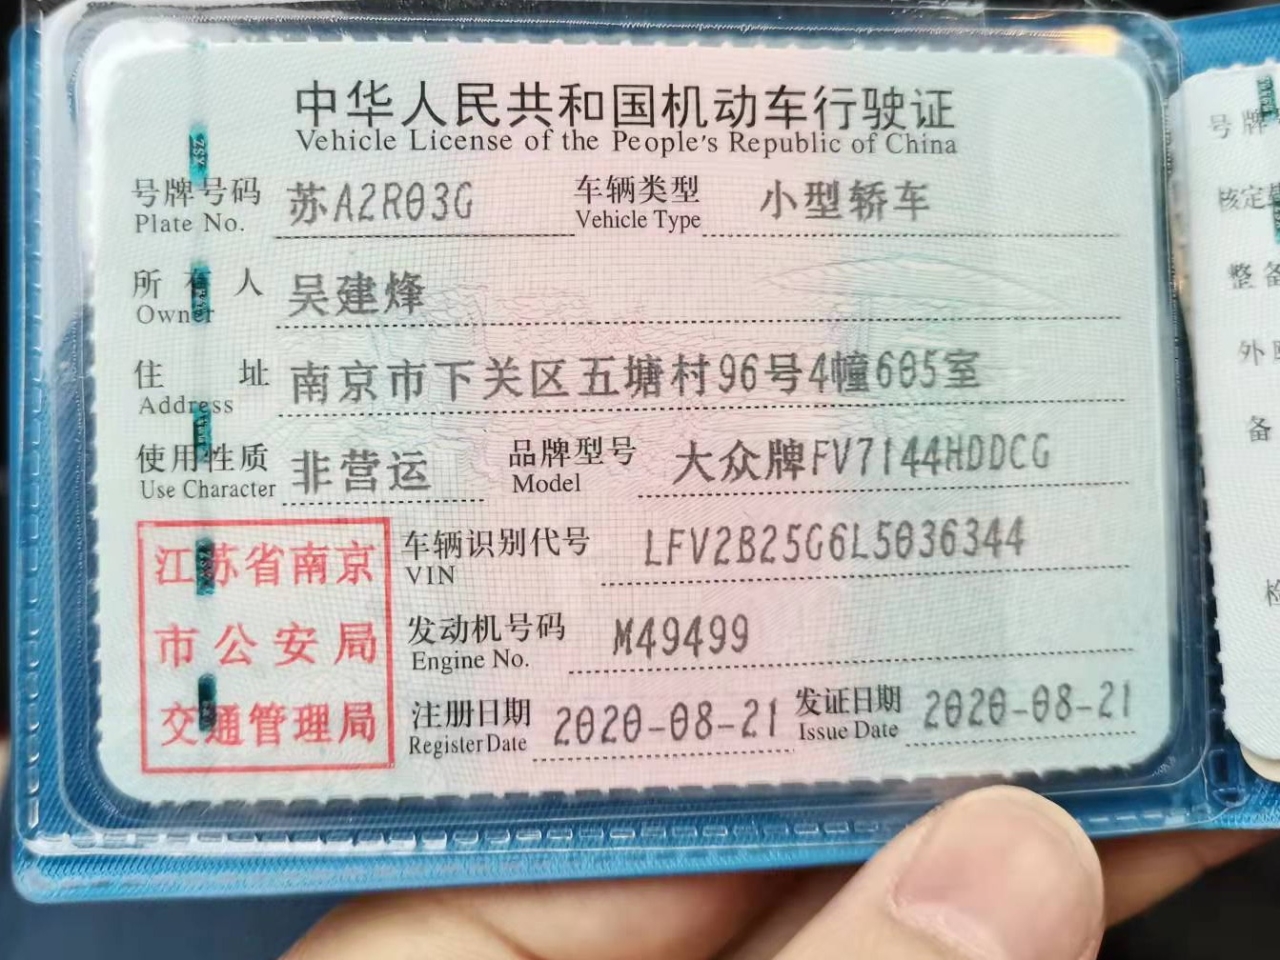 中华人民共和国机动车行驶证
Vehicle License of the People's Republic of China
号牌号码 苏A2R03G 车辆类型 小型轿车
Plate No. Vehicle Type
所有人 吴建烽
Owner
住址 南京市下关区五塘村96号4幢605室
Address
使用性质 非营运 品牌型号 大众牌FV7144HDDCG
Use Character Model
江苏省南京
市公安局
交通管理局
车辆识别代号 LFV2B25G6L5036344
VIN
发动机号码 M49499
Engine No.
注册日期 2020-08-21 发证日期 2020-08-21
Register Date Issue Date
号牌
核定
整备
外
备